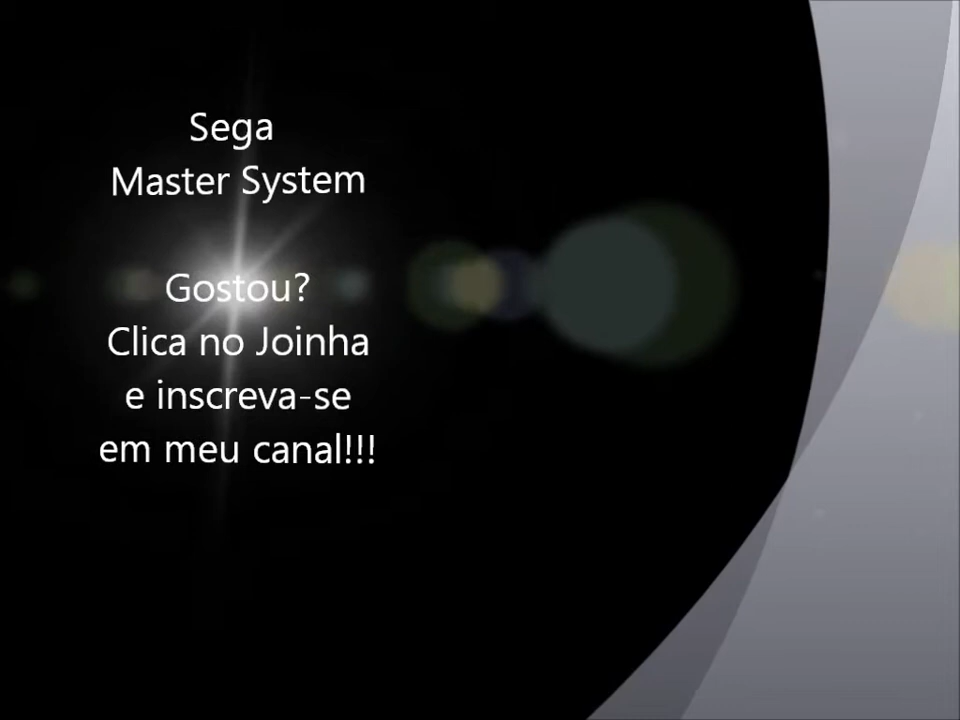 Sega
Master System
Gostou?
Clica no Joinha
e inscreva-se
em meu canal!!!